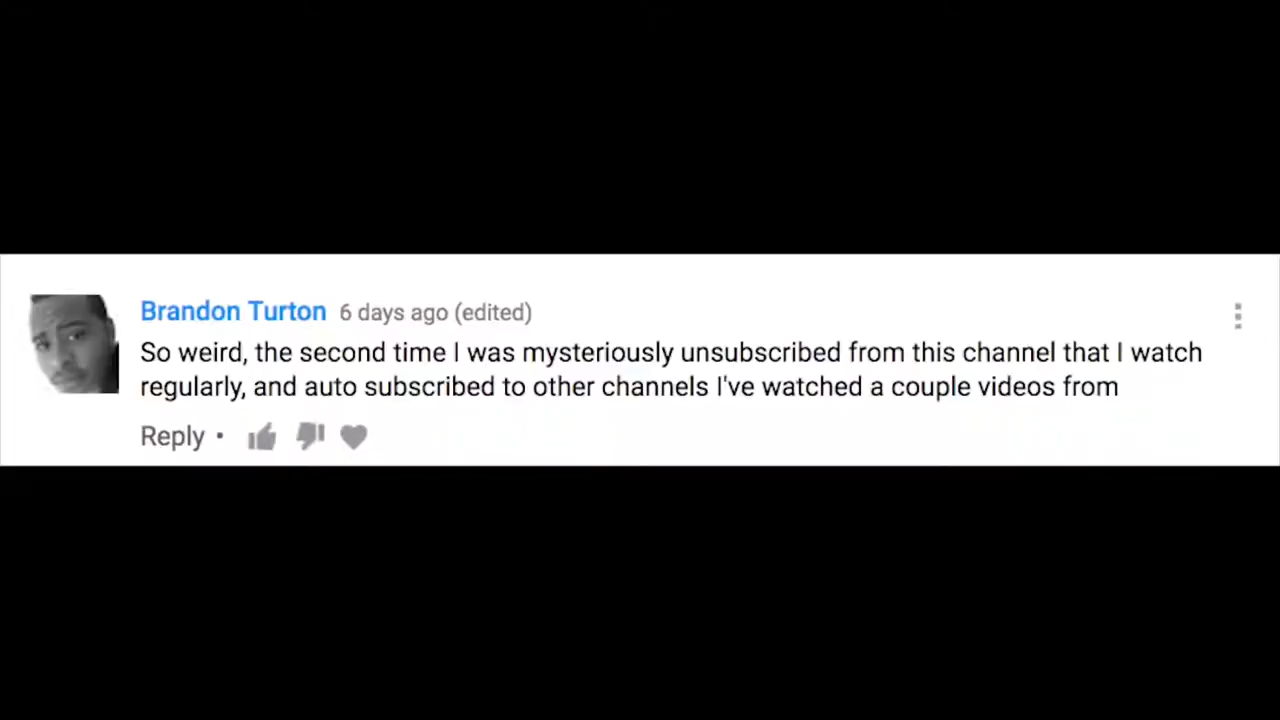 Brandon Turton 6 days ago (edited)
So weird, the second time I was mysteriously unsubscribed from this channel that I watch
regularly, and auto subscribed to other channels I've watched a couple videos from
Reply •